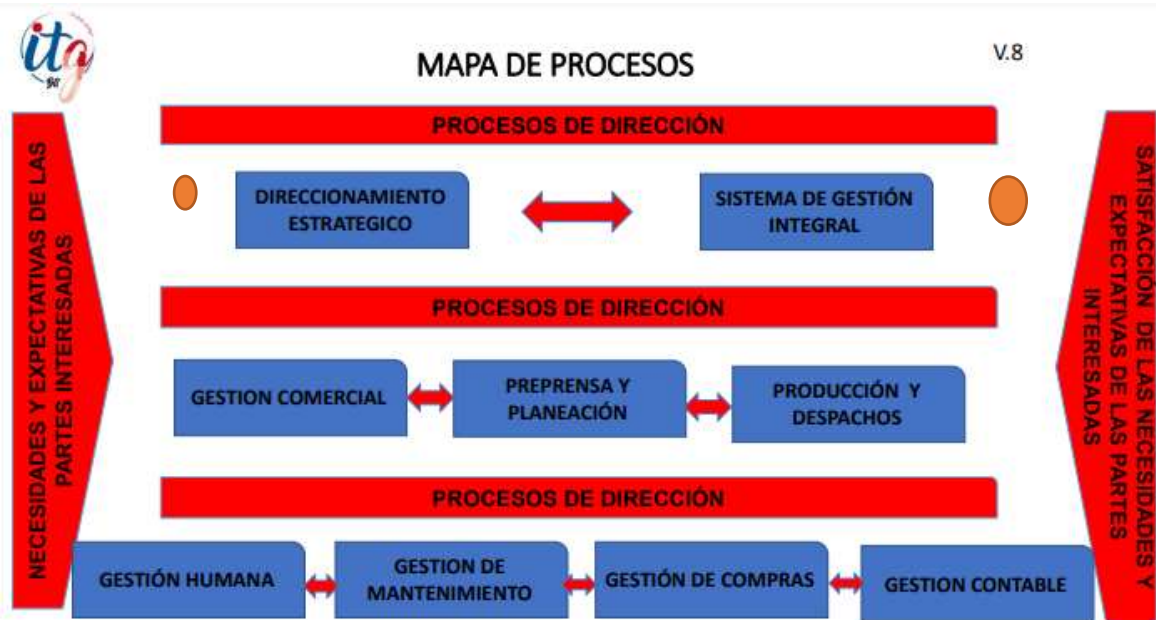 itg
MAPA DE PROCESOS
V.8
PROCESOS DE DIRECCIÓN
NECESIDADES Y EXPECTATIVAS DE LAS
PARTES INTERESADAS
DIRECCIONAMIENTO
ESTRATEGICO
SISTEMA DE GESTIÓN
INTEGRAL
SATISFACCIÓN DE LAS NECESIDADES Y
EXPECTATIVAS DE LAS PARTES
INTERESADAS
PROCESOS DE DIRECCIÓN
GESTION COMERCIAL
PREPRENSA Y
PLANEACIÓN
PRODUCCIÓN Y
DESPACHOS
PROCESOS DE DIRECCIÓN
GESTIÓN HUMANA
GESTION DE
MANTENIMIENTO
GESTIÓN DE COMPRAS
GESTION CONTABLE